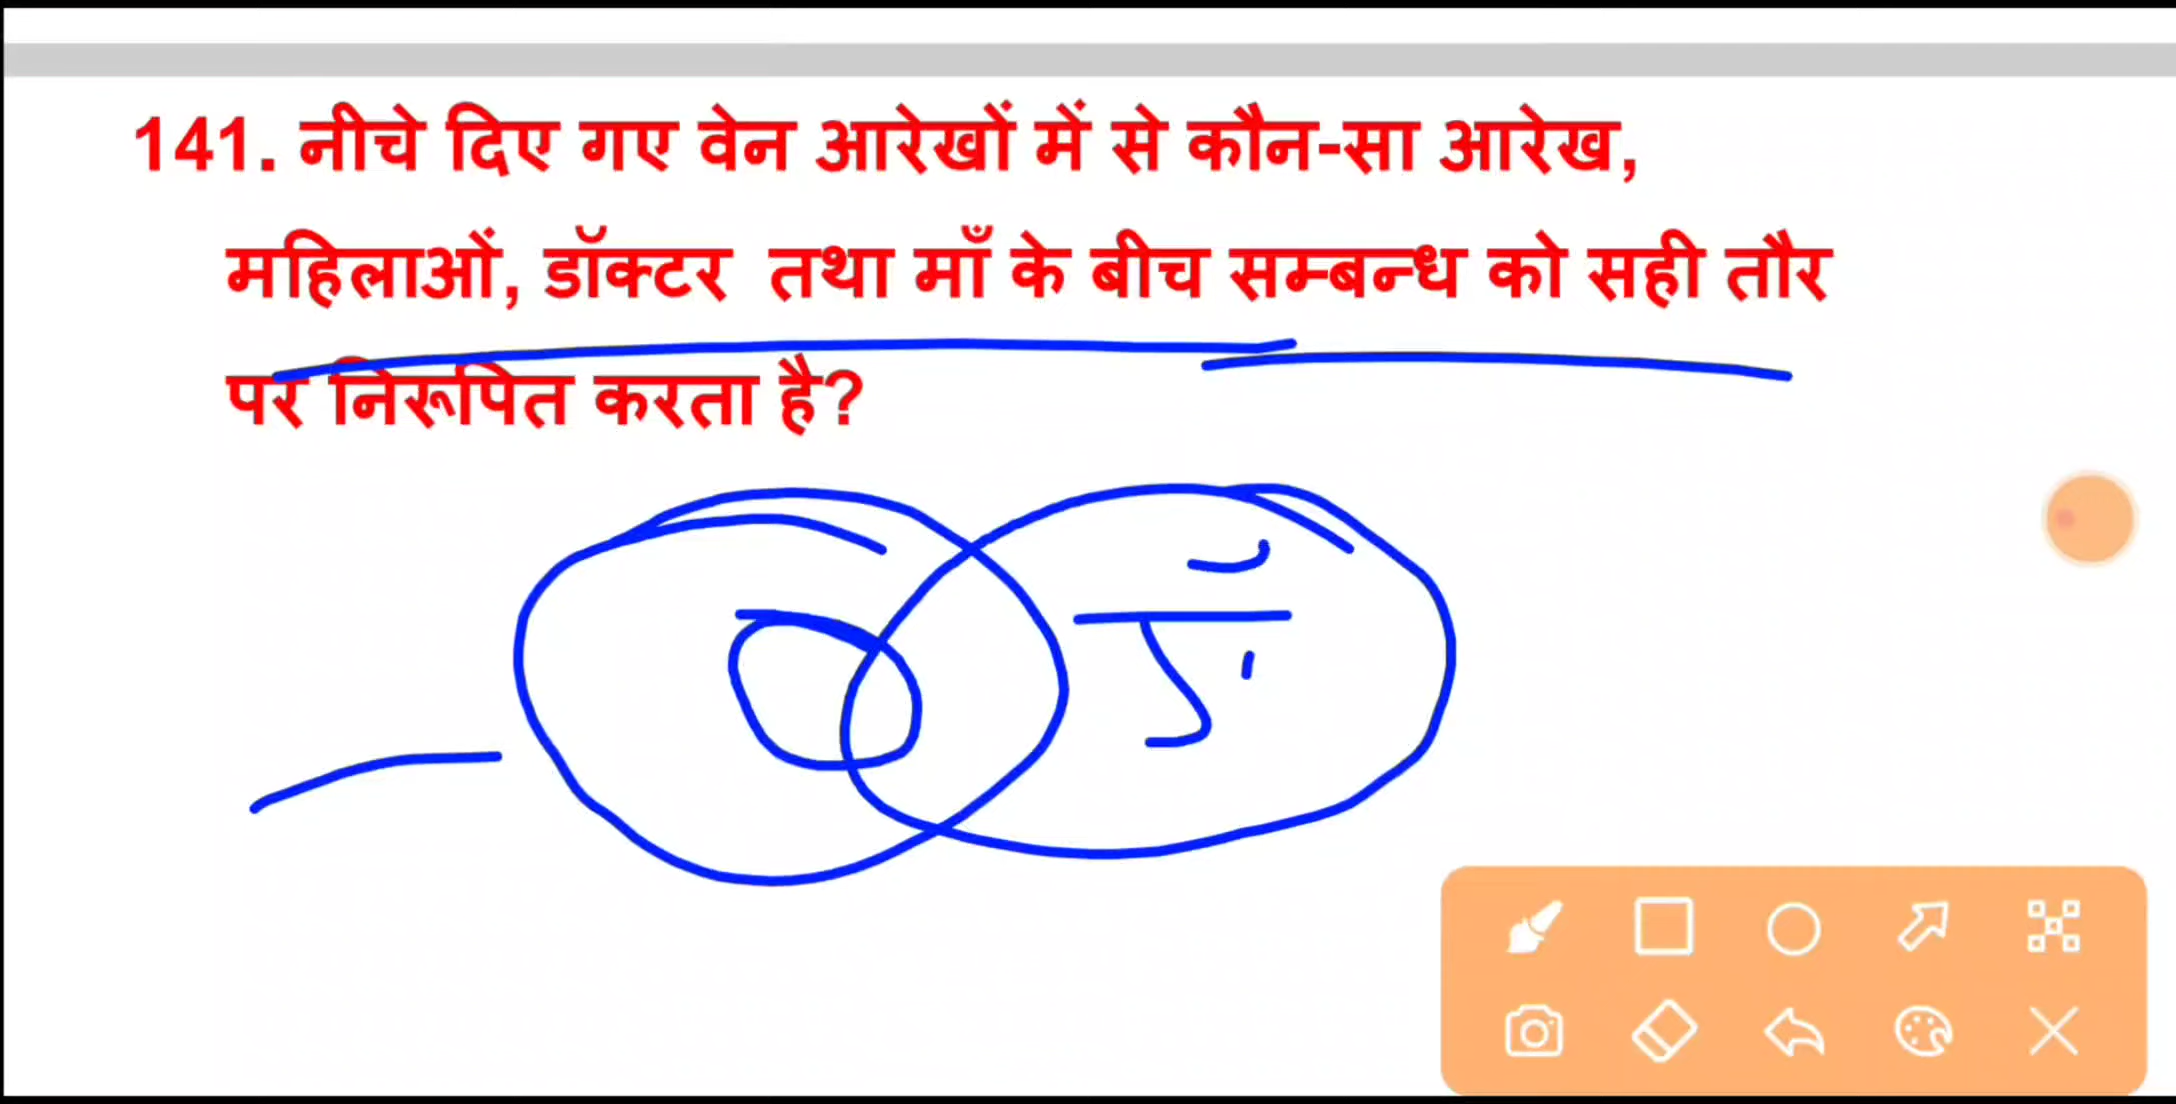 141. नीचे दिए गए वेन आरेखों में से कौन-सा आरेख,
महिलाओं, डॉक्टर तथा माँ के बीच सम्बन्ध को सही तौर
पर निरूपित करता है?